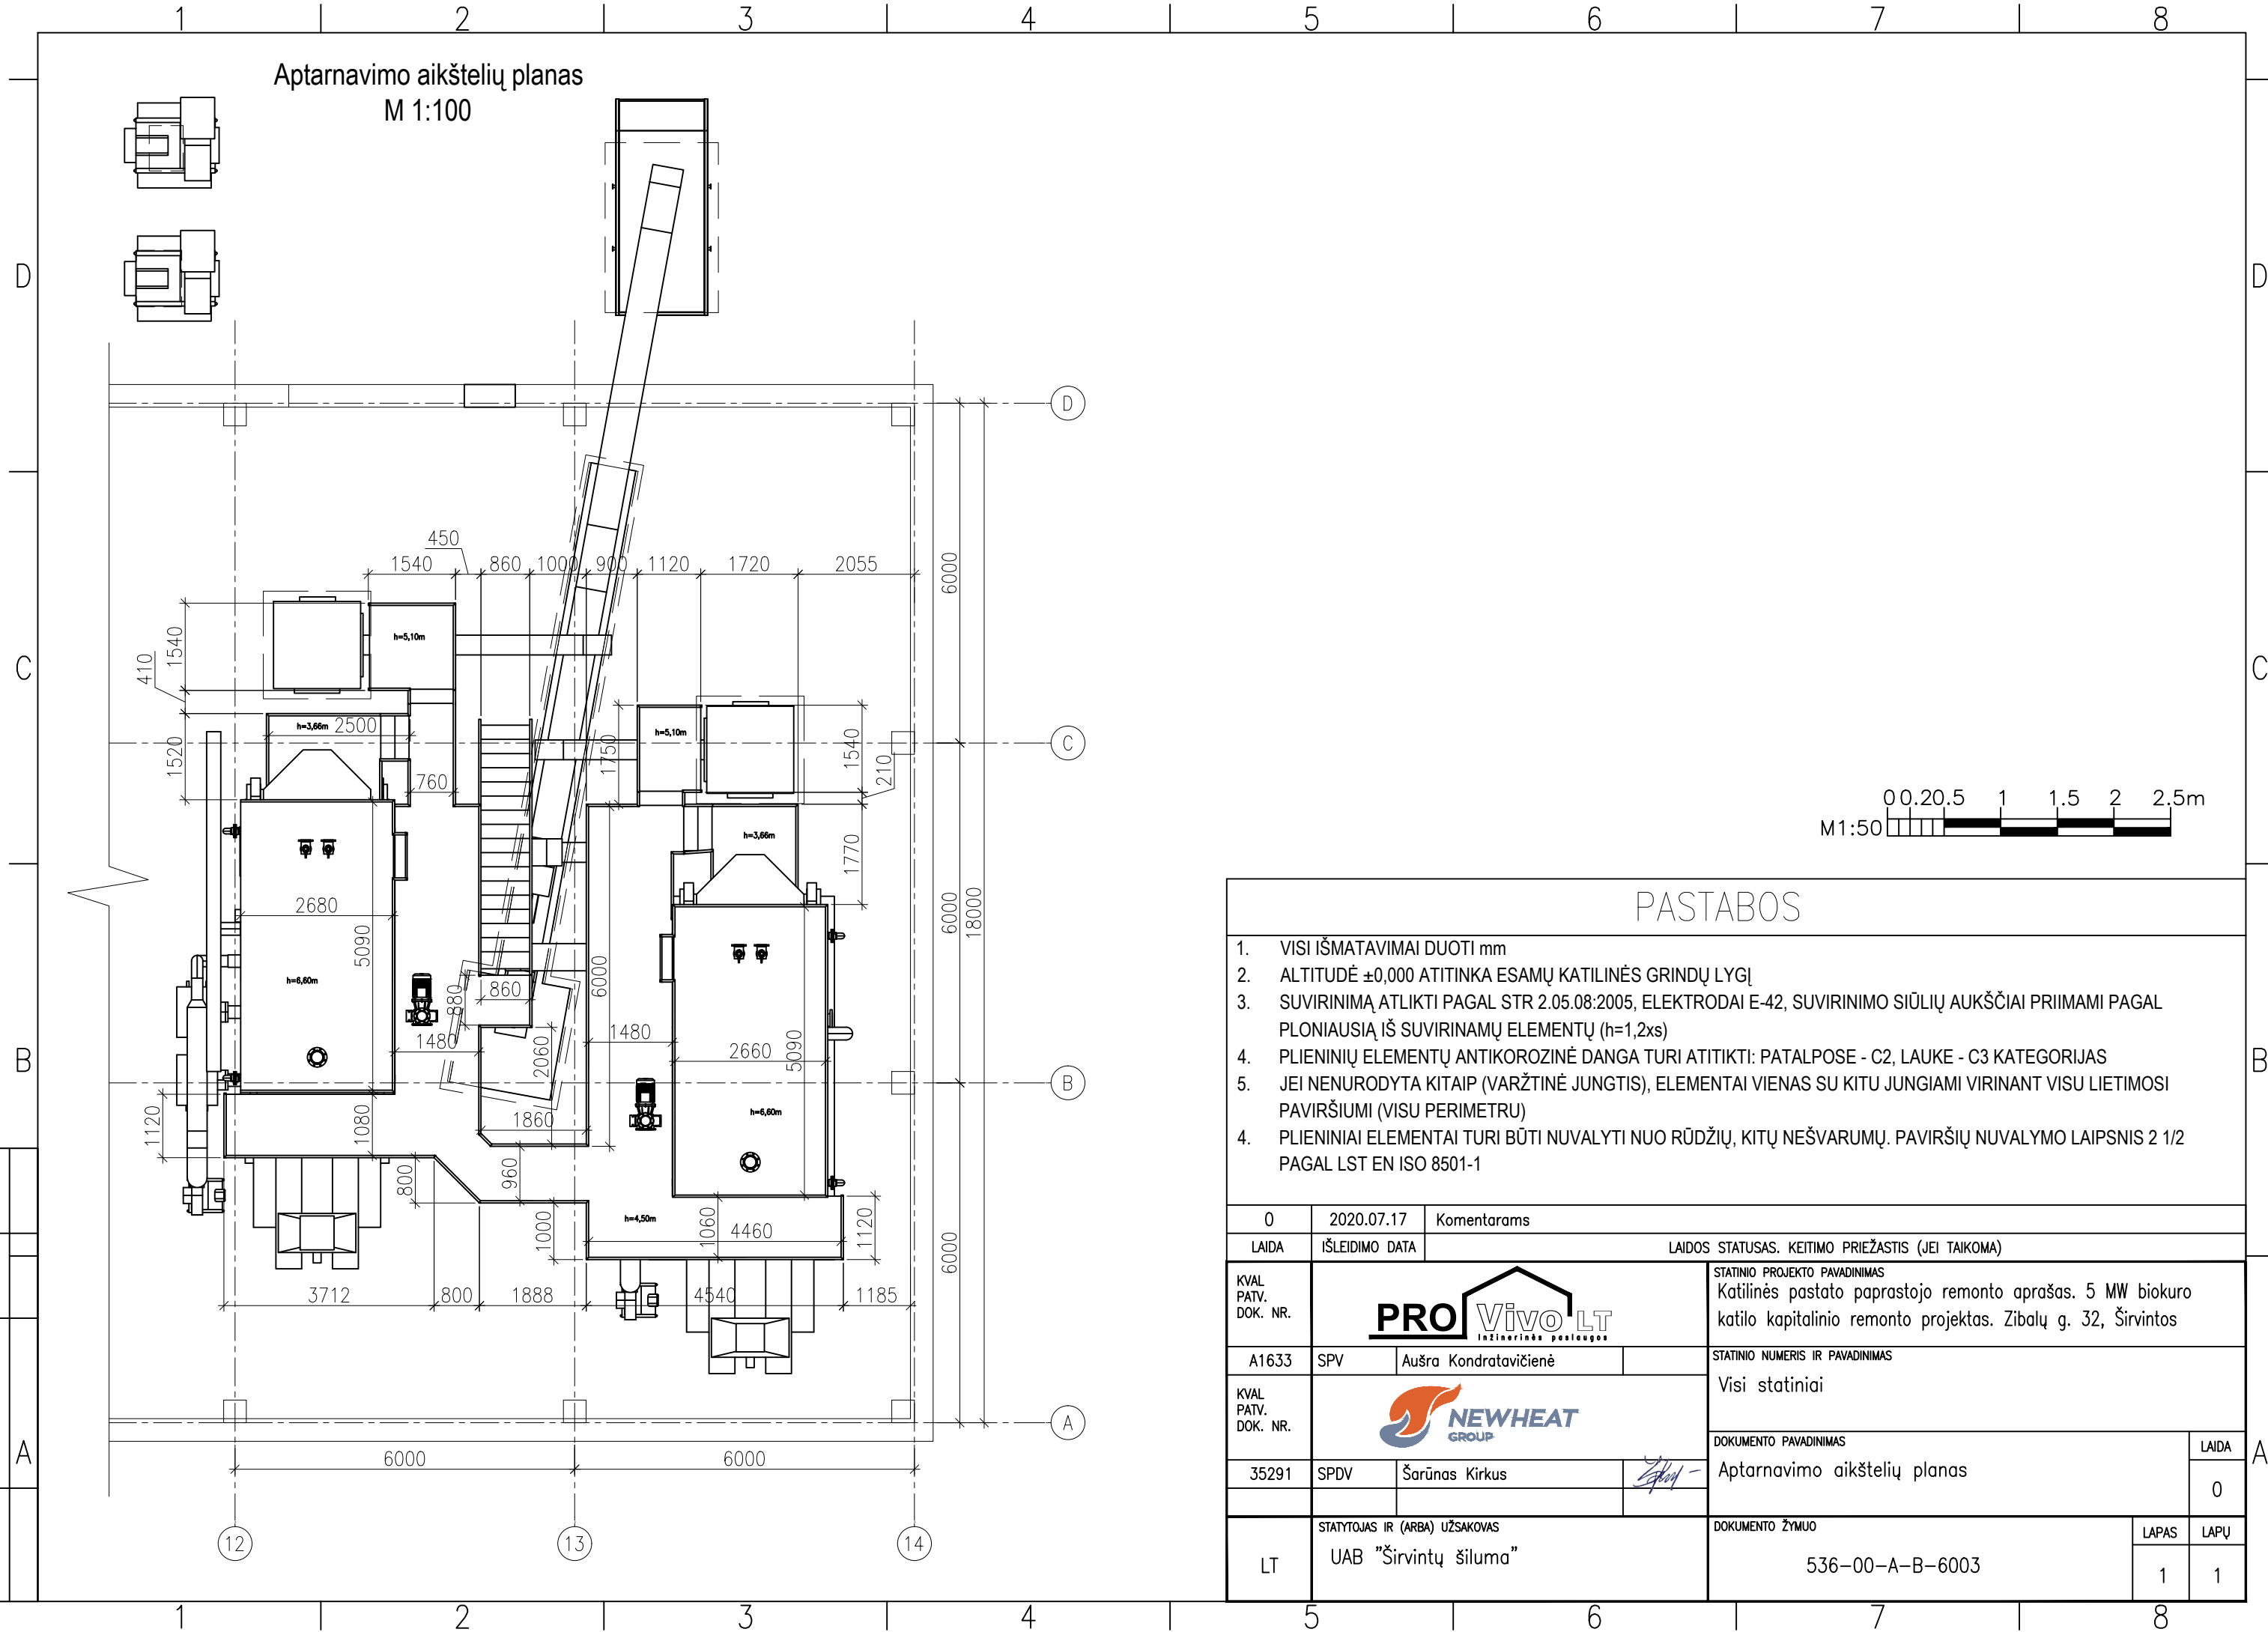 1 2 3 4 5 6 7 8
Aptarnavimo aikštelių planas
M 1:100
D D
D
450
1540 860 1000 900 1120 1720 2055
6000
h=5,10m
1540
410
C C
h=3,66m 2500
h=5,10m
1520
1750
1540
210
C
760
0 0.2 0.5 1 1.5 2 2.5m
M1:50
h=3,66m
1770
2680
5090
6000
18000
h=6,60m
880
860
6000
1480
1480
2060
2660
5090
B B
B
1120
1080
1860
h=6,60m
800
960
h=4,50m
1000
1060
4460
1120
6000
3712 800 1888 4540 1185
A
A A
6000 6000
12 13 14
PASTABOS
1. VISI IŠMATAVIMAI DUOTI mm
2. ALTITUDĖ ±0,000 ATITINKA ESAMŲ KATILINĖS GRINDŲ LYGĮ
3. SUVIRINIMĄ ATLIKTI PAGAL STR 2.05.08:2005, ELEKTRODAI E-42, SUVIRINIMO SIŪLIŲ AUKŠČIAI PRIIMAMI PAGAL
PLONIAUSIĄ IŠ SUVIRINAMŲ ELEMENTŲ (h=1,2xs)
4. PLIENINIŲ ELEMENTŲ ANTIKOROZINĖ DANGA TURI ATITIKTI: PATALPOSE - C2, LAUKE - C3 KATEGORIJAS
5. JEI NENURODYTA KITAIP (VARŽTINĖ JUNGTIS), ELEMENTAI VIENAS SU KITU JUNGIAMI VIRINANT VISU LIETIMOSI
PAVIRŠIUMI (VISU PERIMETRU)
4. PLIENINIAI ELEMENTAI TURI BŪTI NUVALYTI NUO RŪDŽIŲ, KITŲ NEŠVARUMŲ. PAVIRŠIŲ NUVALYMO LAIPSNIS 2 1/2
PAGAL LST EN ISO 8501-1
0 2020.07.17 Komentarams
LAIDA IŠLEIDIMO DATA LAIDOS STATUSAS. KEITIMO PRIEŽASTIS (JEI TAIKOMA)
KVAL
PATV.
DOK. NR.
PRO Vivo LT
Inžinerinės paslaugos
STATINIO PROJEKTO PAVADINIMAS
Katilinės pastato paprastojo remonto aprašas. 5 MW biokuro
katilo kapitalinio remonto projektas. Zibalų g. 32, Širvintos
A1633 SPV Aušra Kondratavičienė
STATINIO NUMERIS IR PAVADINIMAS
Visi statiniai
KVAL
PATV.
DOK. NR.
NEWHEAT
GROUP
DOKUMENTO PAVADINIMAS
Aptarnavimo aikštelių planas
LAIDA
0
35291 SPDV Šarūnas Kirkus
LT
STATYTOJAS IR (ARBA) UŽSAKOVAS
UAB "Širvintų šiluma"
DOKUMENTO ŽYMUO
536-00-A-B-6003
LAPAS LAPŲ
1 1
1 2 3 4 5 6 7 8